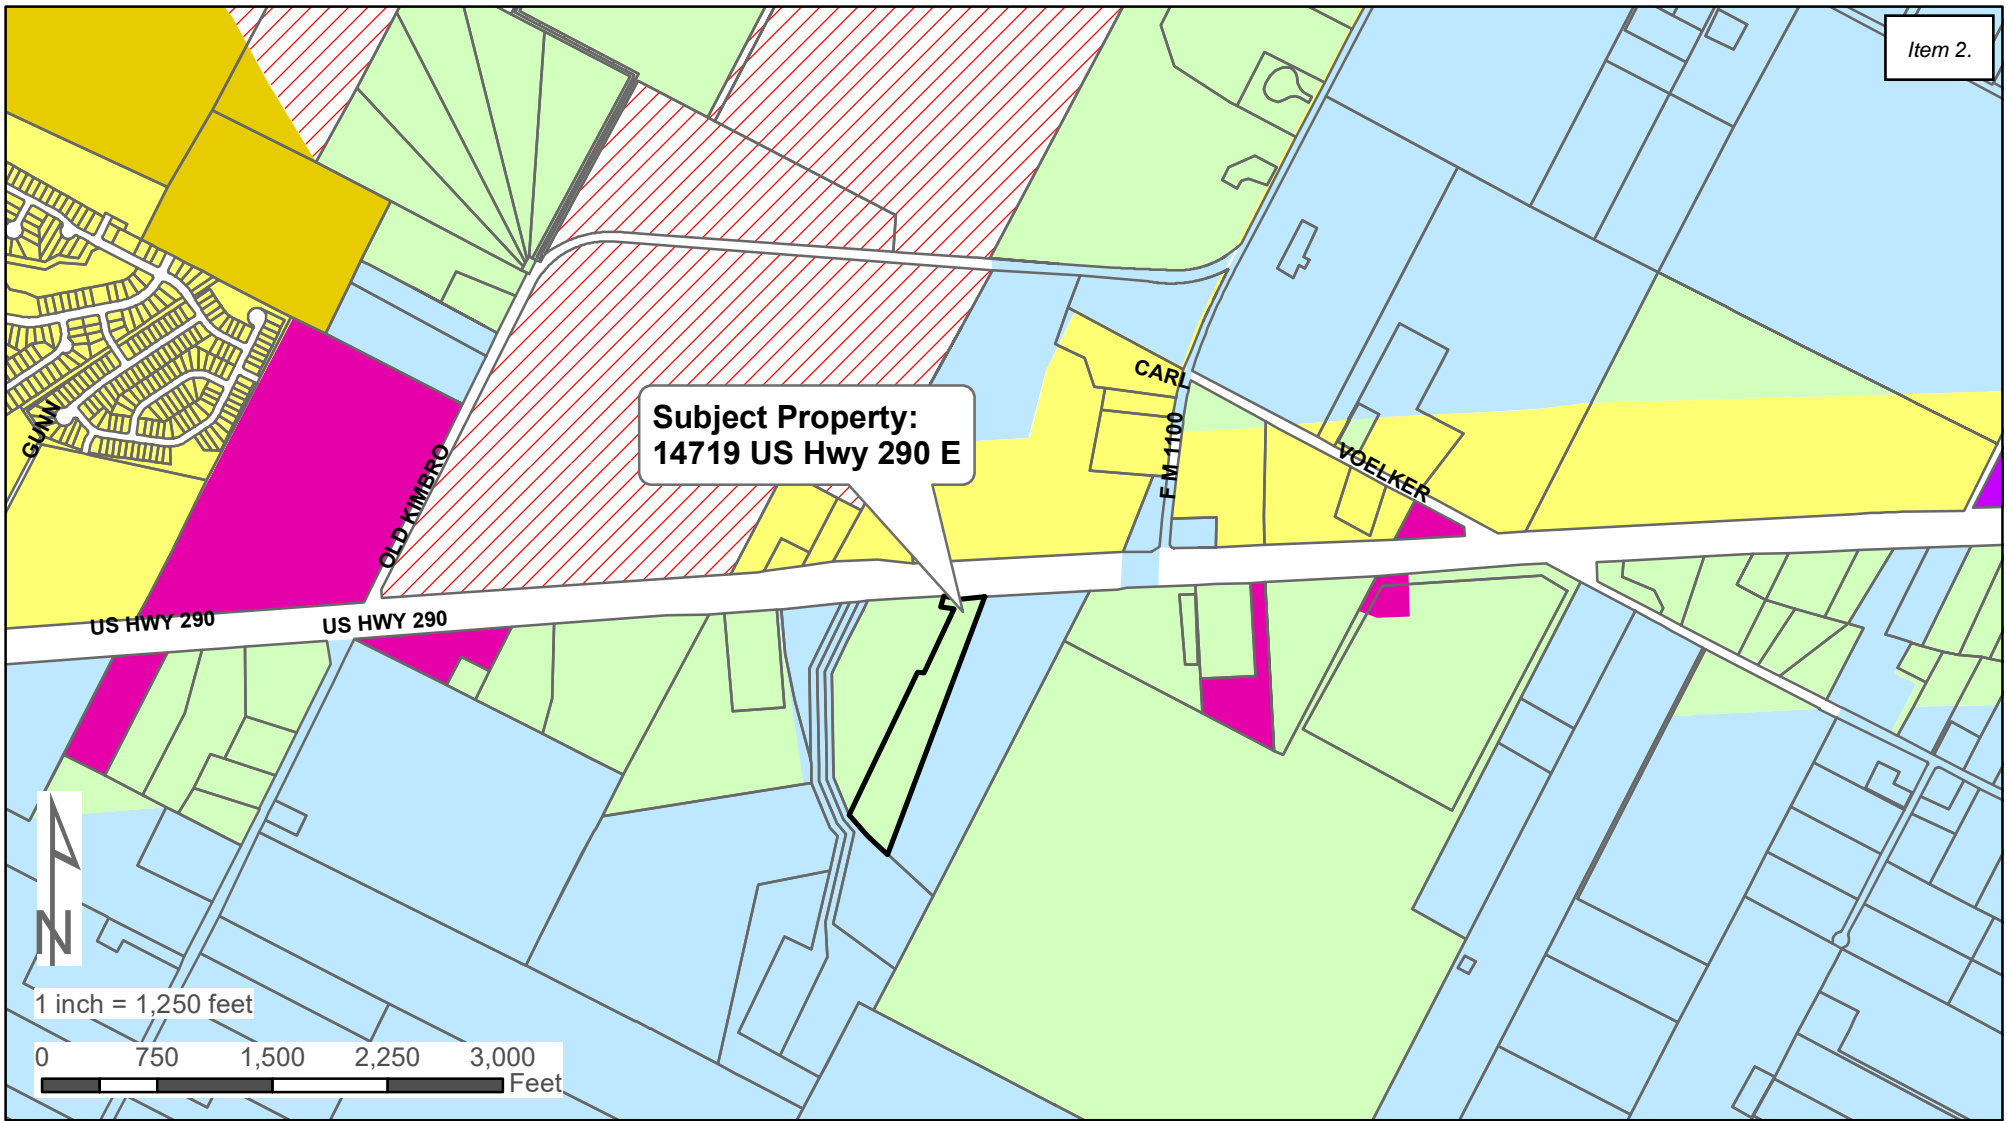 Item 2.
CARL
Subject Property:
14719 US Hwy 290 E
GUNN
F M 1100
OLD KIMBRO
VOELKER
US HWY 290
US HWY 290
N
1 inch = 1,250 feet
0 750 1,500 2,250 3,000
Feet